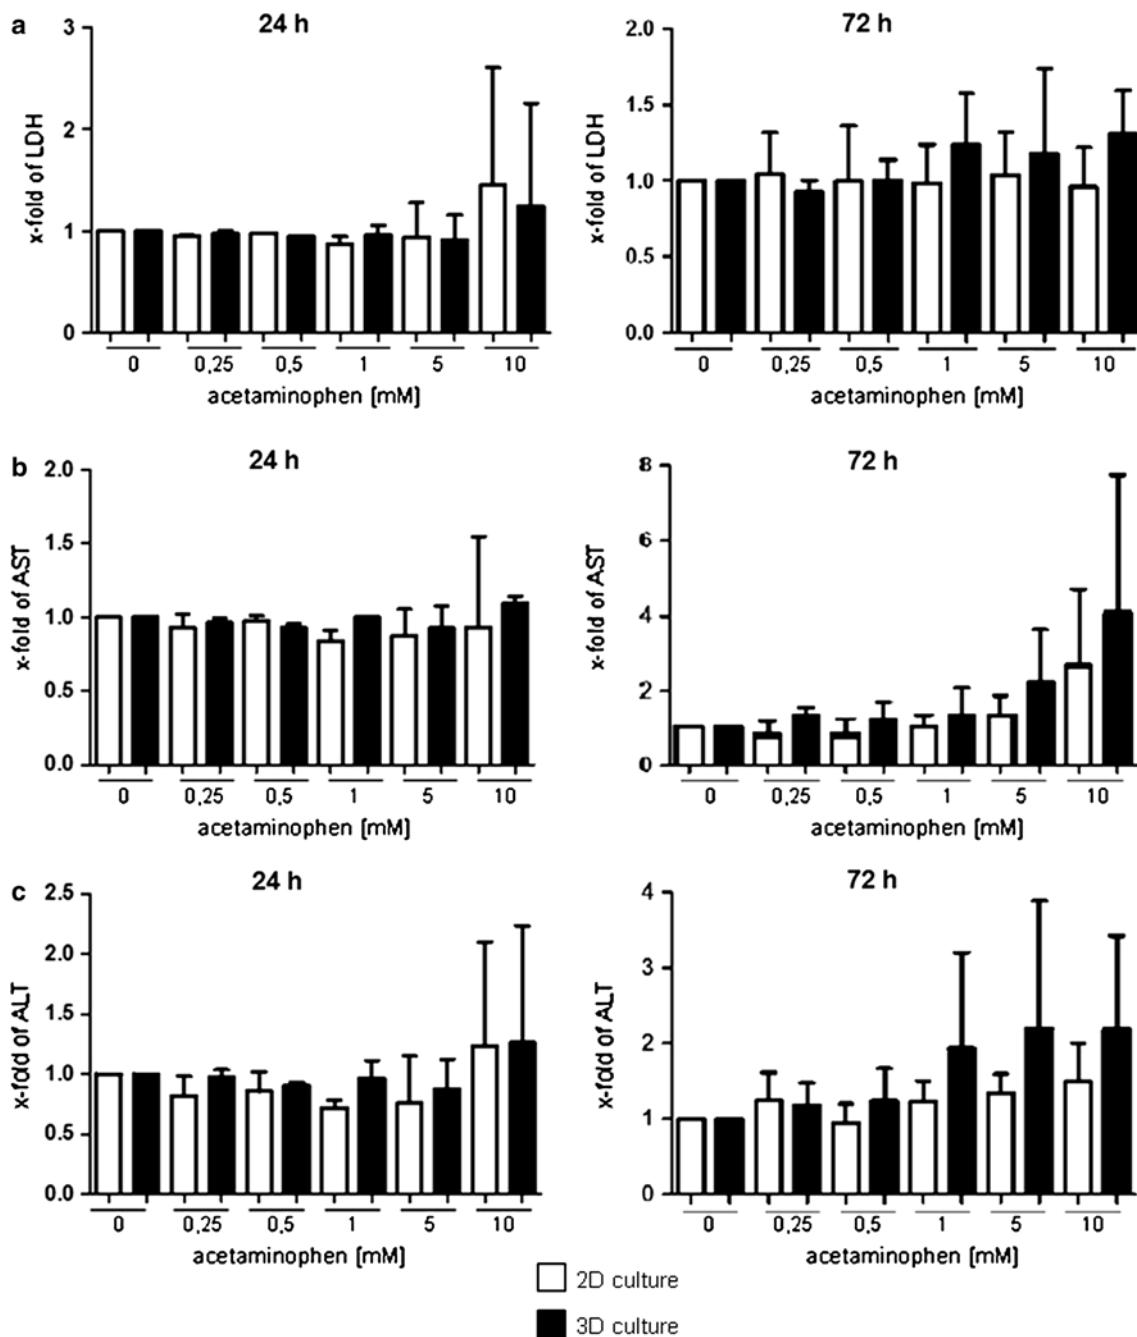 a
24 h
72 h
x-fold of LDH
3
2
1
0
0 0,25 0,5 1 5 10
acetaminophen [mM]
x-fold of LDH
2.0
1.5
1.0
0.5
0.0
0 0,25 0,5 1 5 10
acetaminophen [mM]
b
24 h
72 h
x-fold of AST
2.0
1.5
1.0
0.5
0.0
0 0,25 0,5 1 5 10
acetaminophen [mM]
x-fold of AST
8
6
4
2
0
0 0,25 0,5 1 5 10
acetaminophen [mM]
c
24 h
72 h
x-fold of ALT
2.5
2.0
1.5
1.0
0.5
0.0
0 0,25 0,5 1 5 10
acetaminophen [mM]
x-fold of ALT
4
3
2
1
0
0 0,25 0,5 1 5 10
acetaminophen [mM]
2D culture
3D culture